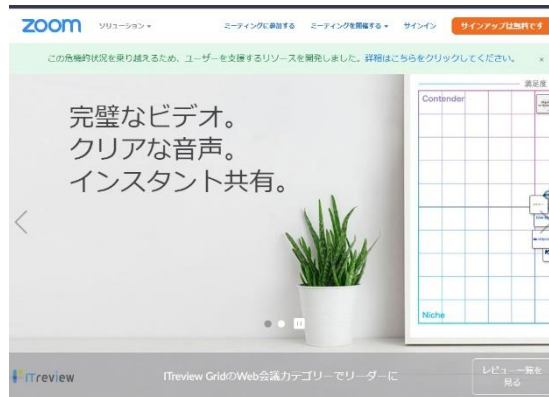 zoom ソリューション ミーティングに参加する ミーティングを開催する サインイン サインアップは無料です
この危機的状況を乗り越えるため、ユーザーを支援するリソースを開発しました。詳細はこちらをクリックしてください。 ×
満足度
Contender
完璧なビデオ。
クリアな音声。
インスタント共有。
Niche
ITreview ITreview GridのWeb会議カテゴリーでリーダーに レビュー一覧を
見る